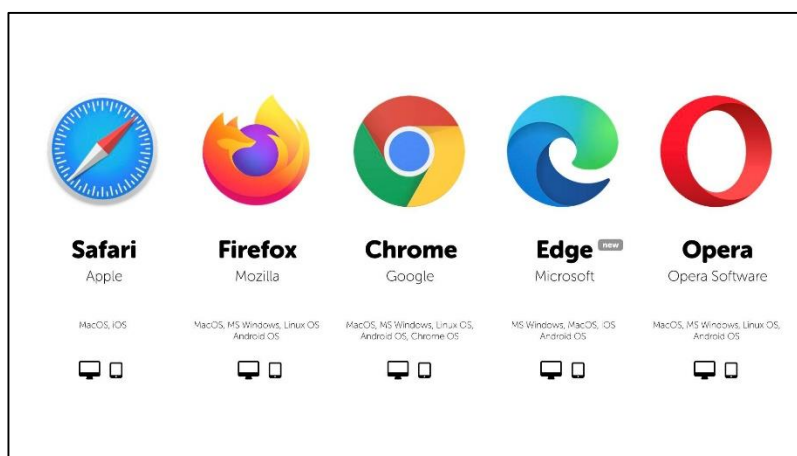 Safari
Apple
MacOS, iOS
Firefox
Mozilla
MacOS, MS Windows, Linux OS
Android OS
Chrome
Google
MacOS, MS Windows, Linux OS,
Android OS, Chrome OS
Edge new
Microsoft
MS Windows, MacOS, iOS
Android OS
Opera
Opera Software
MacOS, MS Windows, Linux OS,
Android OS